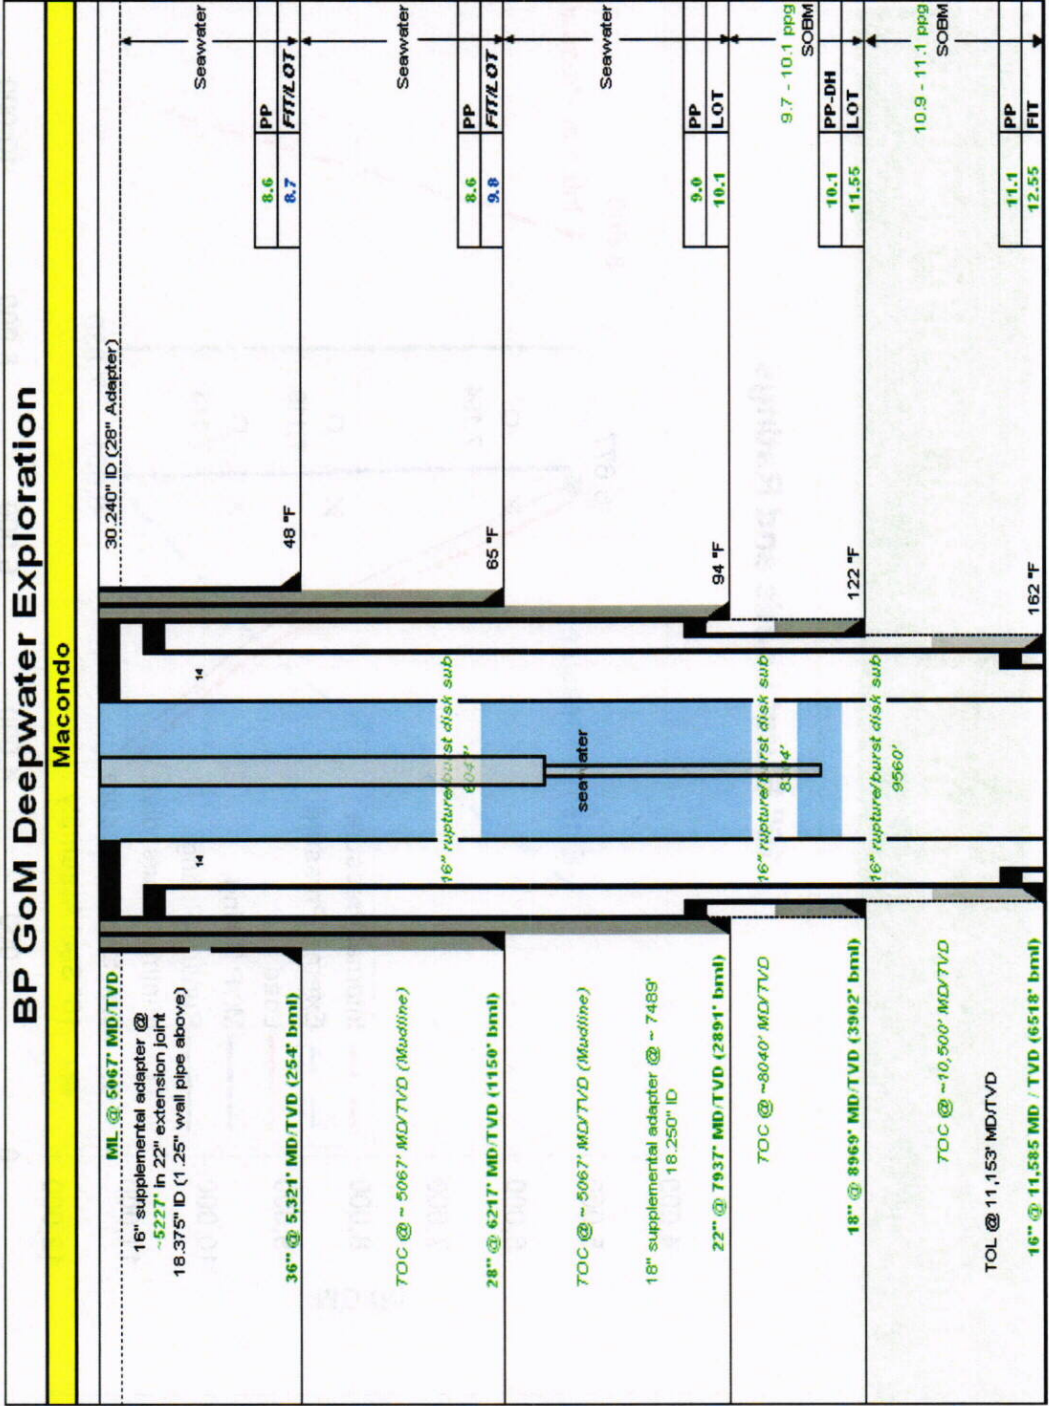 BP GoM Deepwater Exploration
Macondo
30.240" ID (28" Adapter)
ML @ 5067' MD/TVD
16" supplemental adapter @
~5227' in 22" extension joint
18.375" ID (1.25" wall pipe above)
14
14
Seawater
8.6 PP
8.7 FIT/LOT
36" @ 5,321' MD/TVD (254' bml)
48 °F
TOC @ ~ 5067' MD/TVD (Mudline)
Seawater
8.6 PP
9.8 FIT/LOT
28" @ 6217' MD/TVD (1150' bml)
65 °F
16" rupture/burst disk sub
6047'
TOC @ ~ 5067' MD/TVD (Mudline)
seawater
Seawater
18" supplemental adapter @ ~ 7489'
18.250" ID
9.0 PP
10.1 LOT
22" @ 7937' MD/TVD (2891' bml)
94 °F
TOC @ ~8040' MD/TVD
16" rupture/burst disk sub
9.7 - 10.1 ppg
SOBM
10.1 PP-DH
11.55 LOT
18" @ 8969' MD/TVD (3902' bml)
122 °F
16" rupture/burst disk sub
9560'
10.9 - 11.1 ppg
SOBM
TOC @ ~10,500' MD/TVD
TOL @ 11,153' MD/TVD
11.1 PP
12.55 FIT
16" @ 11,585 MD / TVD (6518' bml)
162 °F